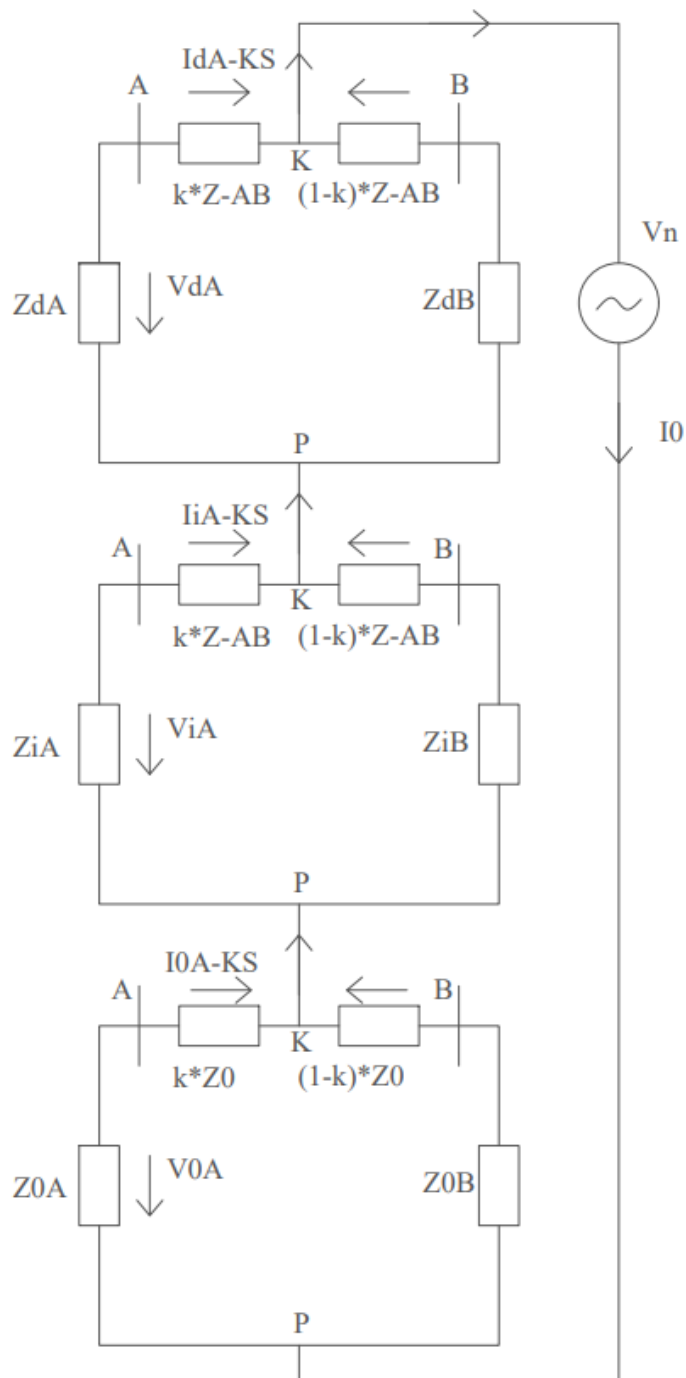 IdA-KS
A
B
K
k*Z-AB
(1-k)*Z-AB
Vn
ZdA
VdA
ZdB
I0
P
IiA-KS
A
B
K
k*Z-AB
(1-k)*Z-AB
ZiA
ViA
ZiB
P
I0A-KS
A
B
K
k*Z0
(1-k)*Z0
Z0A
V0A
Z0B
P